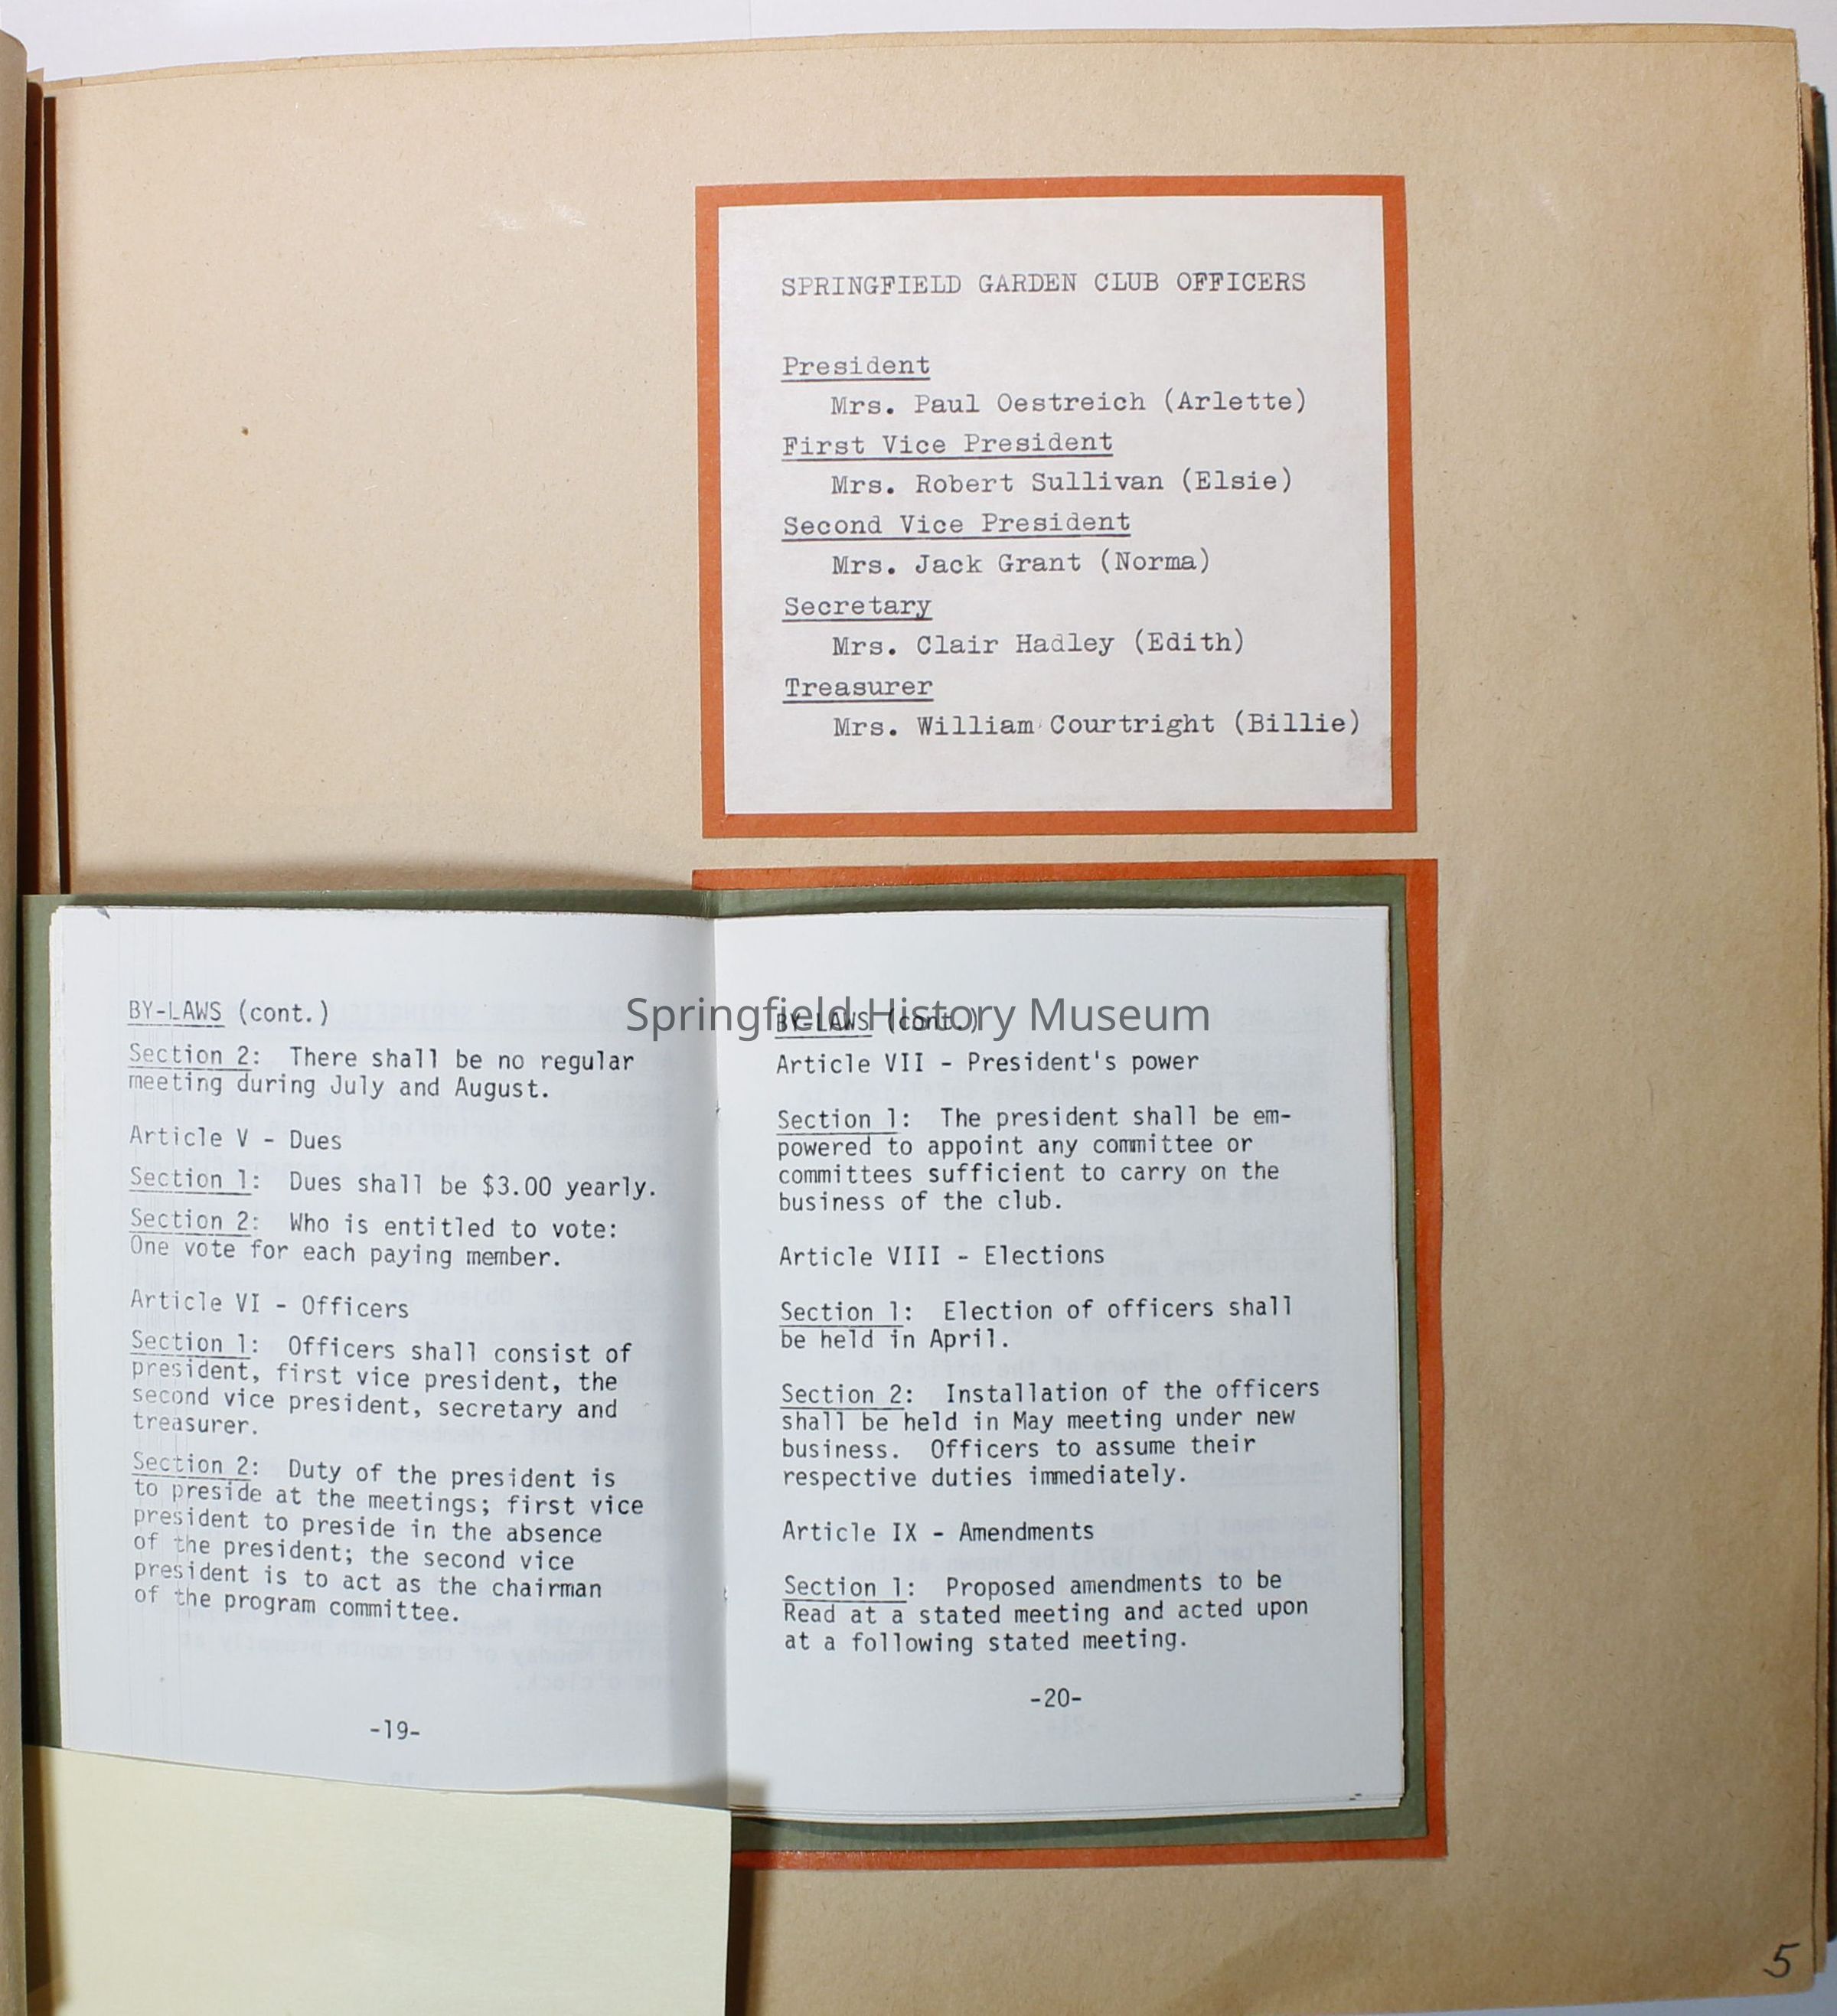 SPRINGFIELD GARDEN CLUB OFFICERS
President
Mrs. Paul Oestreich (Arlette)
First Vice President
Mrs. Robert Sullivan (Elsie)
Second Vice President
Mrs. Jack Grant (Norma)
Secretary
Mrs. Clair Hadley (Edith)
Treasurer
Mrs. William Courtright (Billie)
Springfield History Museum
BY-LAWS (cont.)
Section 2: There shall be no regular
meeting during July and August.
Article V - Dues
Section 1: Dues shall be $3.00 yearly.
Section 2: Who is entitled to vote:
One vote for each paying member.
Article VI - Officers
Section 1: Officers shall consist of
president, first vice president, the
second vice president, secretary and
treasurer.
Section 2: Duty of the president is
to preside at the meetings; first vice
president to preside in the absence
of the president; the second vice
president is to act as the chairman
of the program committee.
-19-
BY-LAWS (cont.)
Article VII - President's power
Section 1: The president shall be em-
powered to appoint any committee or
committees sufficient to carry on the
business of the club.
Article VIII - Elections
Section 1: Election of officers shall
be held in April.
Section 2: Installation of the officers
shall be held in May meeting under new
business. Officers to assume their
respective duties immediately.
Article IX - Amendments
Section 1: Proposed amendments to be
Read at a stated meeting and acted upon
at a following stated meeting.
-20-
5